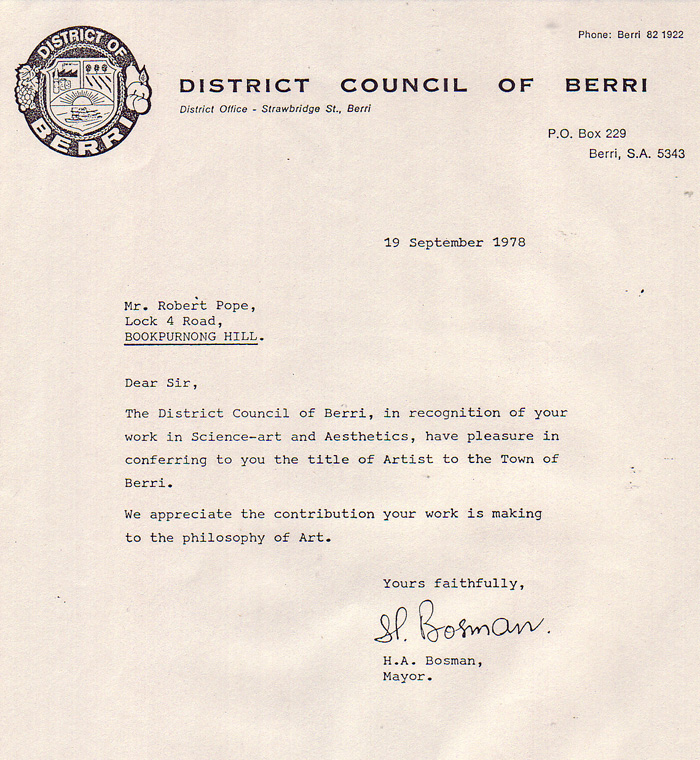 Phone: Berri 82 1922
DISTRICT OF
BERRI
DISTRICT COUNCIL OF BERRI
District Office - Strawbridge St., Berri
P.O. Box 229
Berri, S.A. 5343
19 September 1978
Mr. Robert Pope,
Lock 4 Road,
BOOKPURNONG HILL.
Dear Sir,
The District Council of Berri, in recognition of your
work in Science-art and Aesthetics, have pleasure in
conferring to you the title of Artist to the Town of
Berri.
We appreciate the contribution your work is making
to the philosophy of Art.
Yours faithfully,
H. Bosman.
H.A. Bosman,
Mayor.